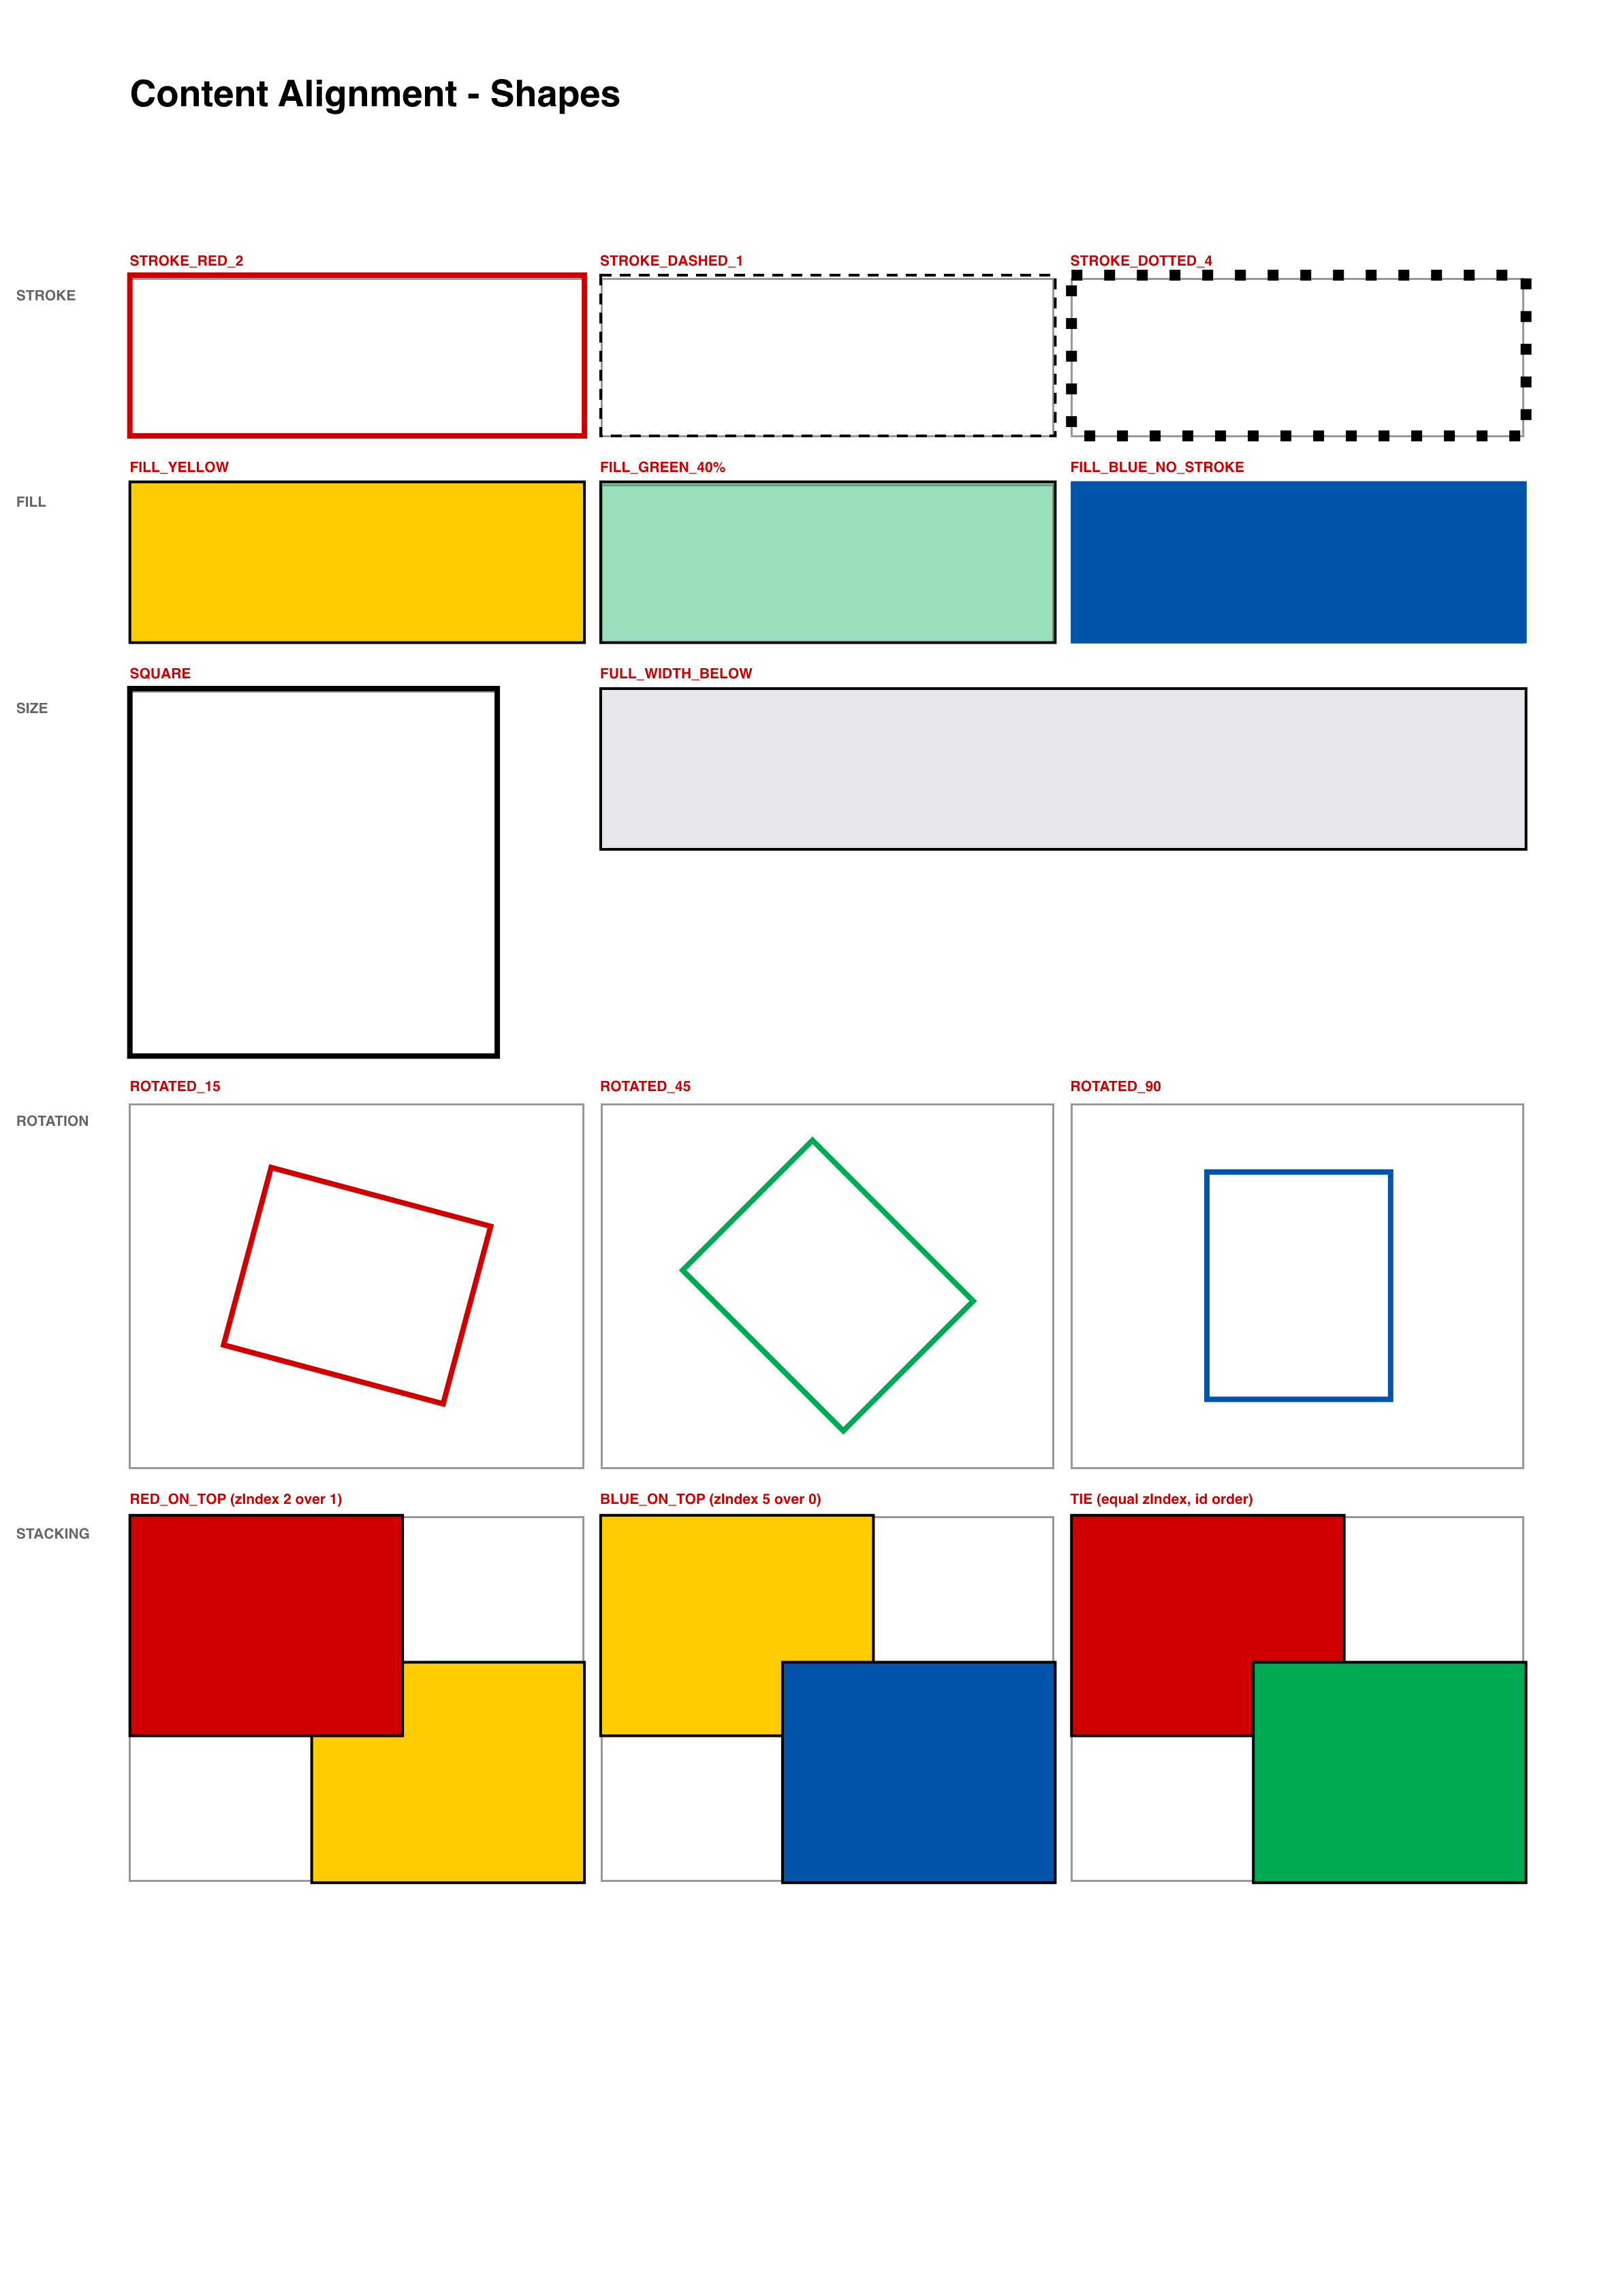 Content Alignment - Shapes
STROKE_RED_2
STROKE_DASHED_1
STROKE_DOTTED_4
STROKE
FILL_YELLOW
FILL_GREEN_40%
FILL_BLUE_NO_STROKE
FILL
SQUARE
FULL_WIDTH_BELOW
SIZE
ROTATED_15
ROTATED_45
ROTATED_90
ROTATION
RED_ON_TOP (zIndex 2 over 1)
BLUE_ON_TOP (zIndex 5 over 0)
TIE (equal zIndex, id order)
STACKING